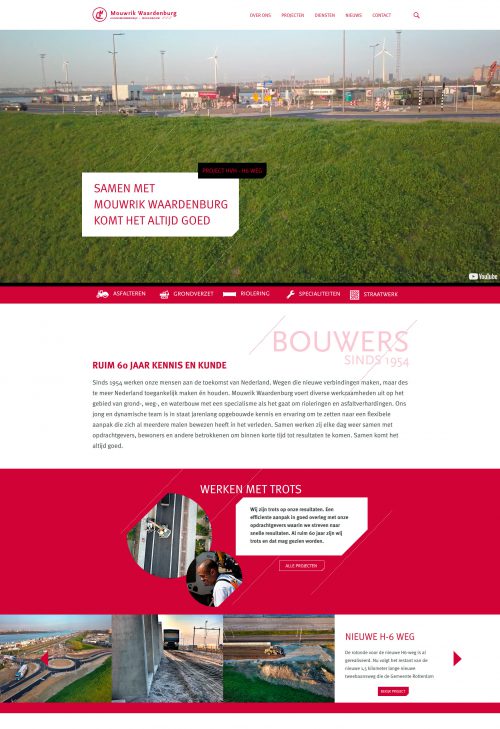 Mouwrik Waardenburg
OVER ONS PROJECTEN DIENSTEN NIEUWS CONTACT
PROJECT H6 - H6 WEG
SAMEN MET
MOUWRIK WAARDENBURG
KOMT HET ALTIJD GOED
YouTube
ASFALTEREN GRONDVERZET RIOLERING SPECIALITEITEN STRAATWERK
BOUWERS
SINDS 1954
RUIM 60 JAAR KENNIS EN KUNDE
Sinds 1954 werken onze mensen aan de toekomst van Nederland. Wegen die nieuwe verbindingen maken, maar des
te meer Nederland toegankelijk maken én houden. Mouwrik Waardenburg voert diverse werkzaamheden uit op het
gebied van grond-, weg-, en waterbouw met een specialisme als het gaat om rioleringen en asfaltverhardingen. Ons
jong en dynamische team is in staat jarenlang opgebouwde kennis en ervaring om te zetten naar een flexibele
aanpak die zich al meerdere malen bewezen heeft in het verleden. Samen werken zij elke dag weer samen met
opdrachtgevers, bewoners en andere betrokkenen om binnen korte tijd tot resultaten te komen. Samen komt het
altijd goed.
WERKEN MET TROTS
Wij zijn trots op onze resultaten. Een
efficiente aanpak in goed overleg met onze
opdrachtgevers waarin we streven naar
snelle resultaten. Al ruim 60 jaar zijn wij
trots en dat mag gezien worden.
ALLE PROJECTEN
NIEUWE H-6 WEG
De rotonde voor de nieuwe H6-weg is al
gerealiseerd. Nu volgt het restant van de
nieuwe 1,5 kilometer lange nieuwe
tweebaansweg die de Gemeente Rotterdam
BEKIJK PROJECT